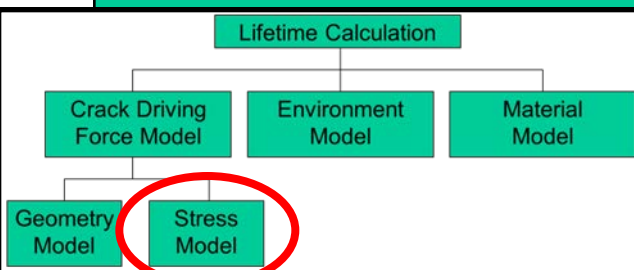 Lifetime Calculation
Crack Driving
Force Model
Environment
Model
Material
Model
Geometry
Model
Stress
Model